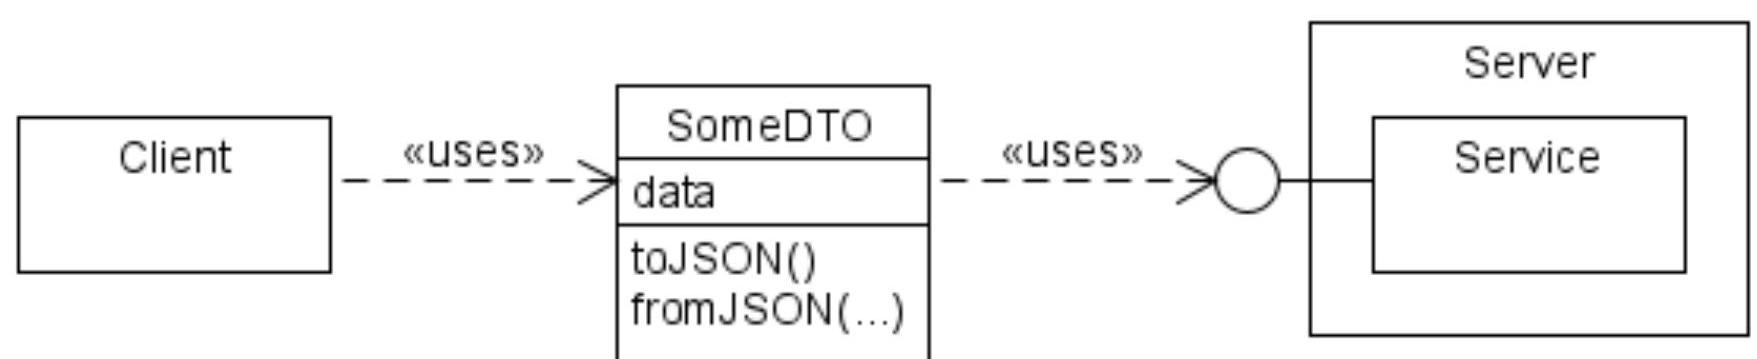 Client
«uses»
SomeDTO
data
toJSON()
fromJSON(...)
«uses»
Server
Service